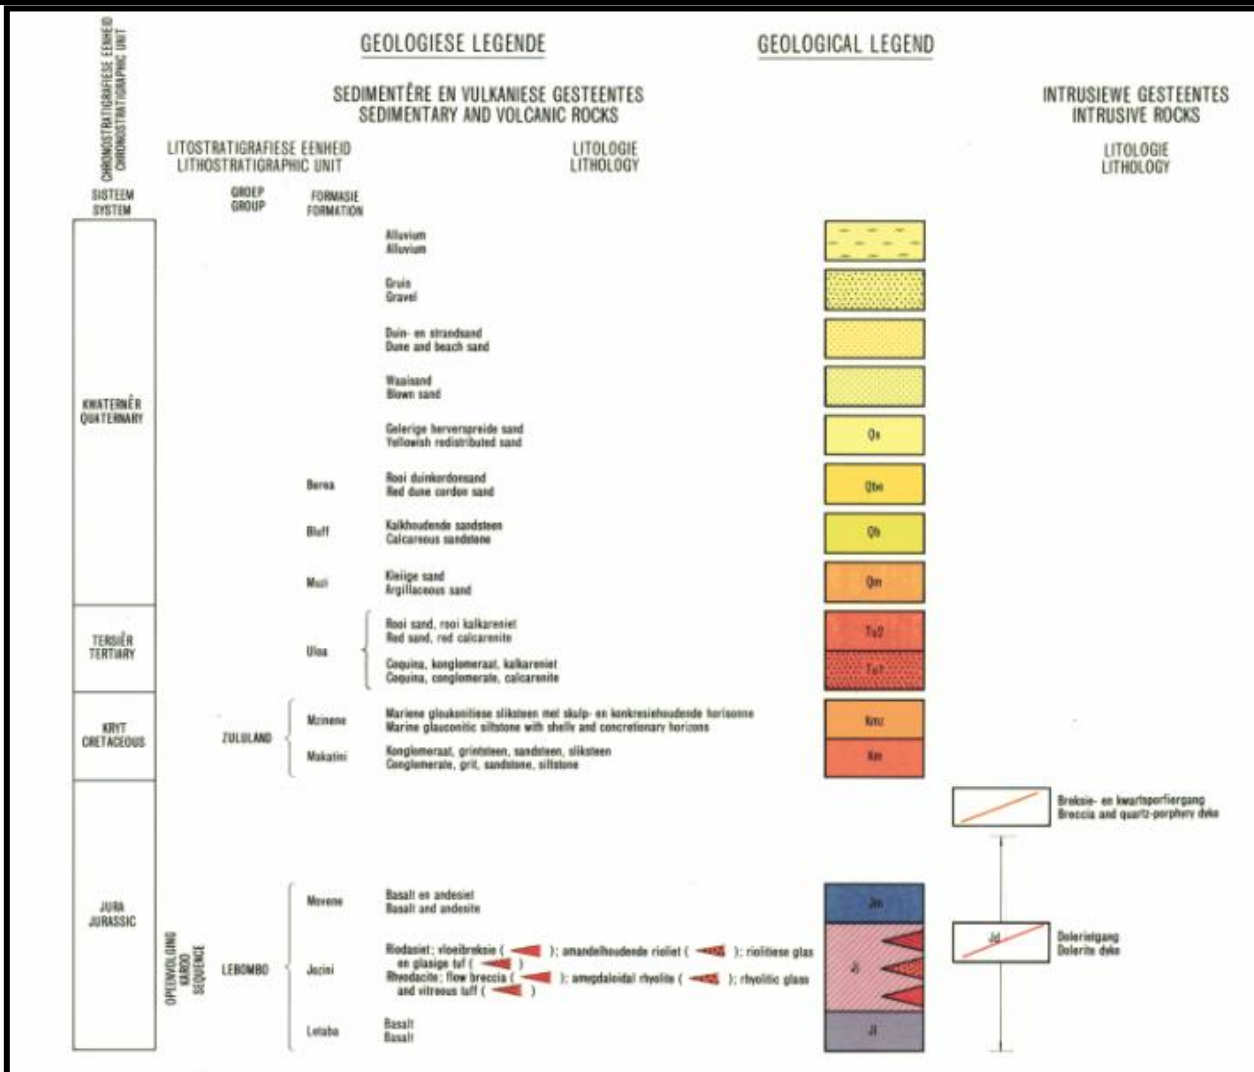 CHRONOSTRATIGRAFIESE EENHEID
CHRONOSTRATIGRAPHIC UNIT
GEOLOGIESE LEGENDE
GEOLOGICAL LEGEND
SEDIMENTÊRE EN VULKANIESE GESTEENTES
SEDIMENTARY AND VOLCANIC ROCKS
INTRUSIEWE GESTEENTES
INTRUSIVE ROCKS
LITOSTRATIGRAFIESE EENHEID
LITHOSTRATIGRAPHIC UNIT
LITOLOGIE
LITHOLOGY
LITOLOGIE
LITHOLOGY
SISTEEM
SYSTEM
GROEP
GROUP
FORMASIE
FORMATION
KWATERNÊR
QUATERNARY
Alluvium
Alluvium
Gruis
Gravel
Duin- en strandsand
Dune and beach sand
Waaisand
Blown sand
Gelerige herverspreide sand
Yellowish redistributed sand
Qs
Berea
Rooi duinkordonsand
Red dune cordon sand
Qbe
Bluff
Kalkhoudende sandsteen
Calcareous sandstone
Qb
Muzi
Kleiige sand
Argillaceous sand
Qm
TERSIÊR
TERTIARY
Uloa
Rooi sand, rooi kalkareniet
Red sand, red calcarenite
Tu2
Coquina, konglomeraat, kalkareniet
Coquina, conglomerate, calcarenite
Tu1
KRYT
CRETACEOUS
ZULULAND
Mzinene
Mariene gloukonitiese sliksteen met skulp- en konkresiehoudende horisonne
Marine glauconitic siltstone with shelly and concretionary horizons
Kmz
Makatini
Konglomeraat, grintsteen, sandsteen, sliksteen
Conglomerate, grit, sandstone, siltstone
Km
Breksie- en kwartsporfiergang
Breccia and quartz-porphyry dyke
JURA
JURASSIC
OPEENVOLGING
KAROO
SEQUENCE
LEBOMBO
Movene
Basalt en andesiet
Basalt and andesite
Jm
Jozini
Riodasiet; vloeibreksie ( ); amandelhoudende rioliet ( ); riolitiese glas
en glasige tuf ( )
Rhyodacite; flow breccia ( ); amygdaloidal rhyolite ( ); rhyolitic glass
and vitreous tuff ( )
Jj
Jd
Dolerietgang
Dolerite dyke
Letaba
Basalt
Basalt
Jl